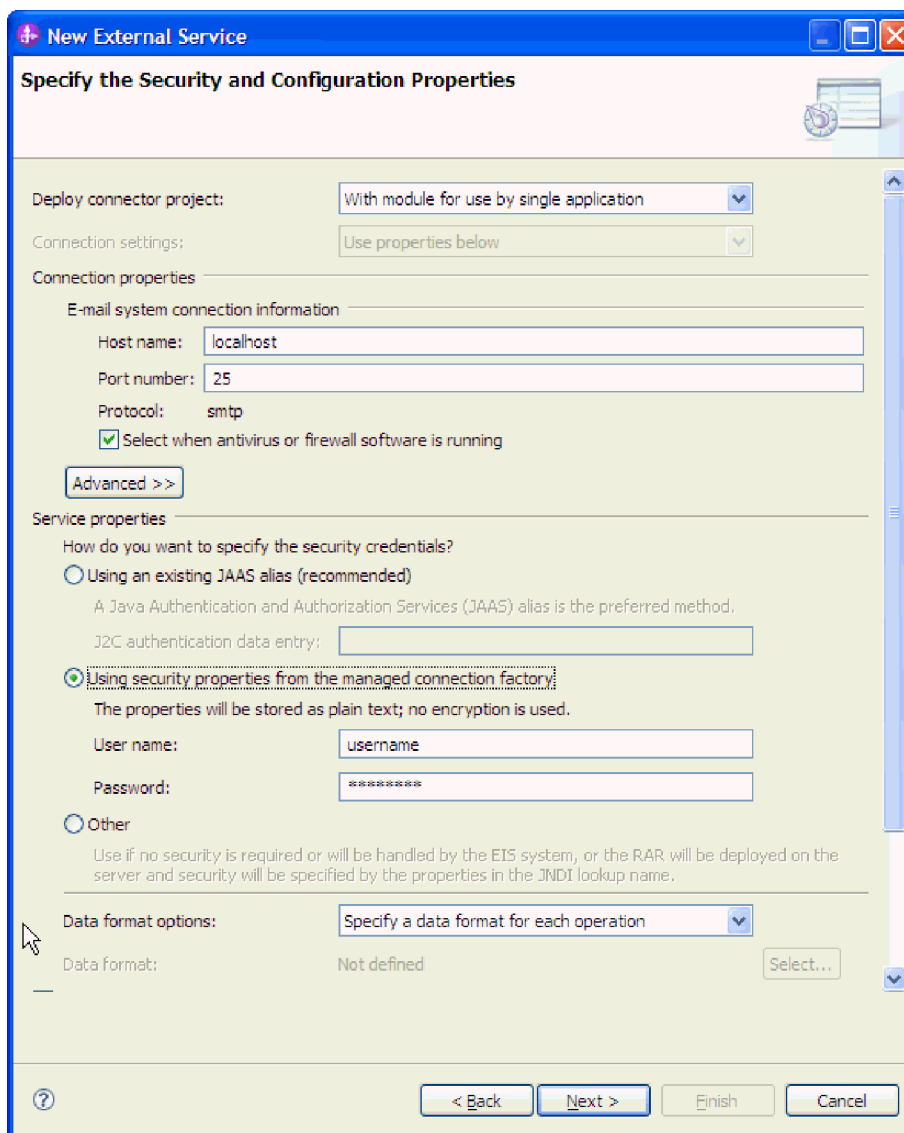 New External Service
Specify the Security and Configuration Properties
Deploy connector project: With module for use by single application
Connection settings: Use properties below
Connection properties
E-mail system connection information
Host name: localhost
Port number: 25
Protocol: smtp
Select when antivirus or firewall software is running
Advanced >>
Service properties
How do you want to specify the security credentials?
Using an existing JAAS alias (recommended)
A Java Authentication and Authorization Services (JAAS) alias is the preferred method.
J2C authentication data entry:
Using security properties from the managed connection factory
The properties will be stored as plain text; no encryption is used.
User name: username
Password: ********
Other
Use if no security is required or will be handled by the EIS system, or the RAR will be deployed on the
server and security will be specified by the properties in the JNDI lookup name.
Data format options: Specify a data format for each operation
Data format: Not defined Select...
< Back Next > Finish Cancel